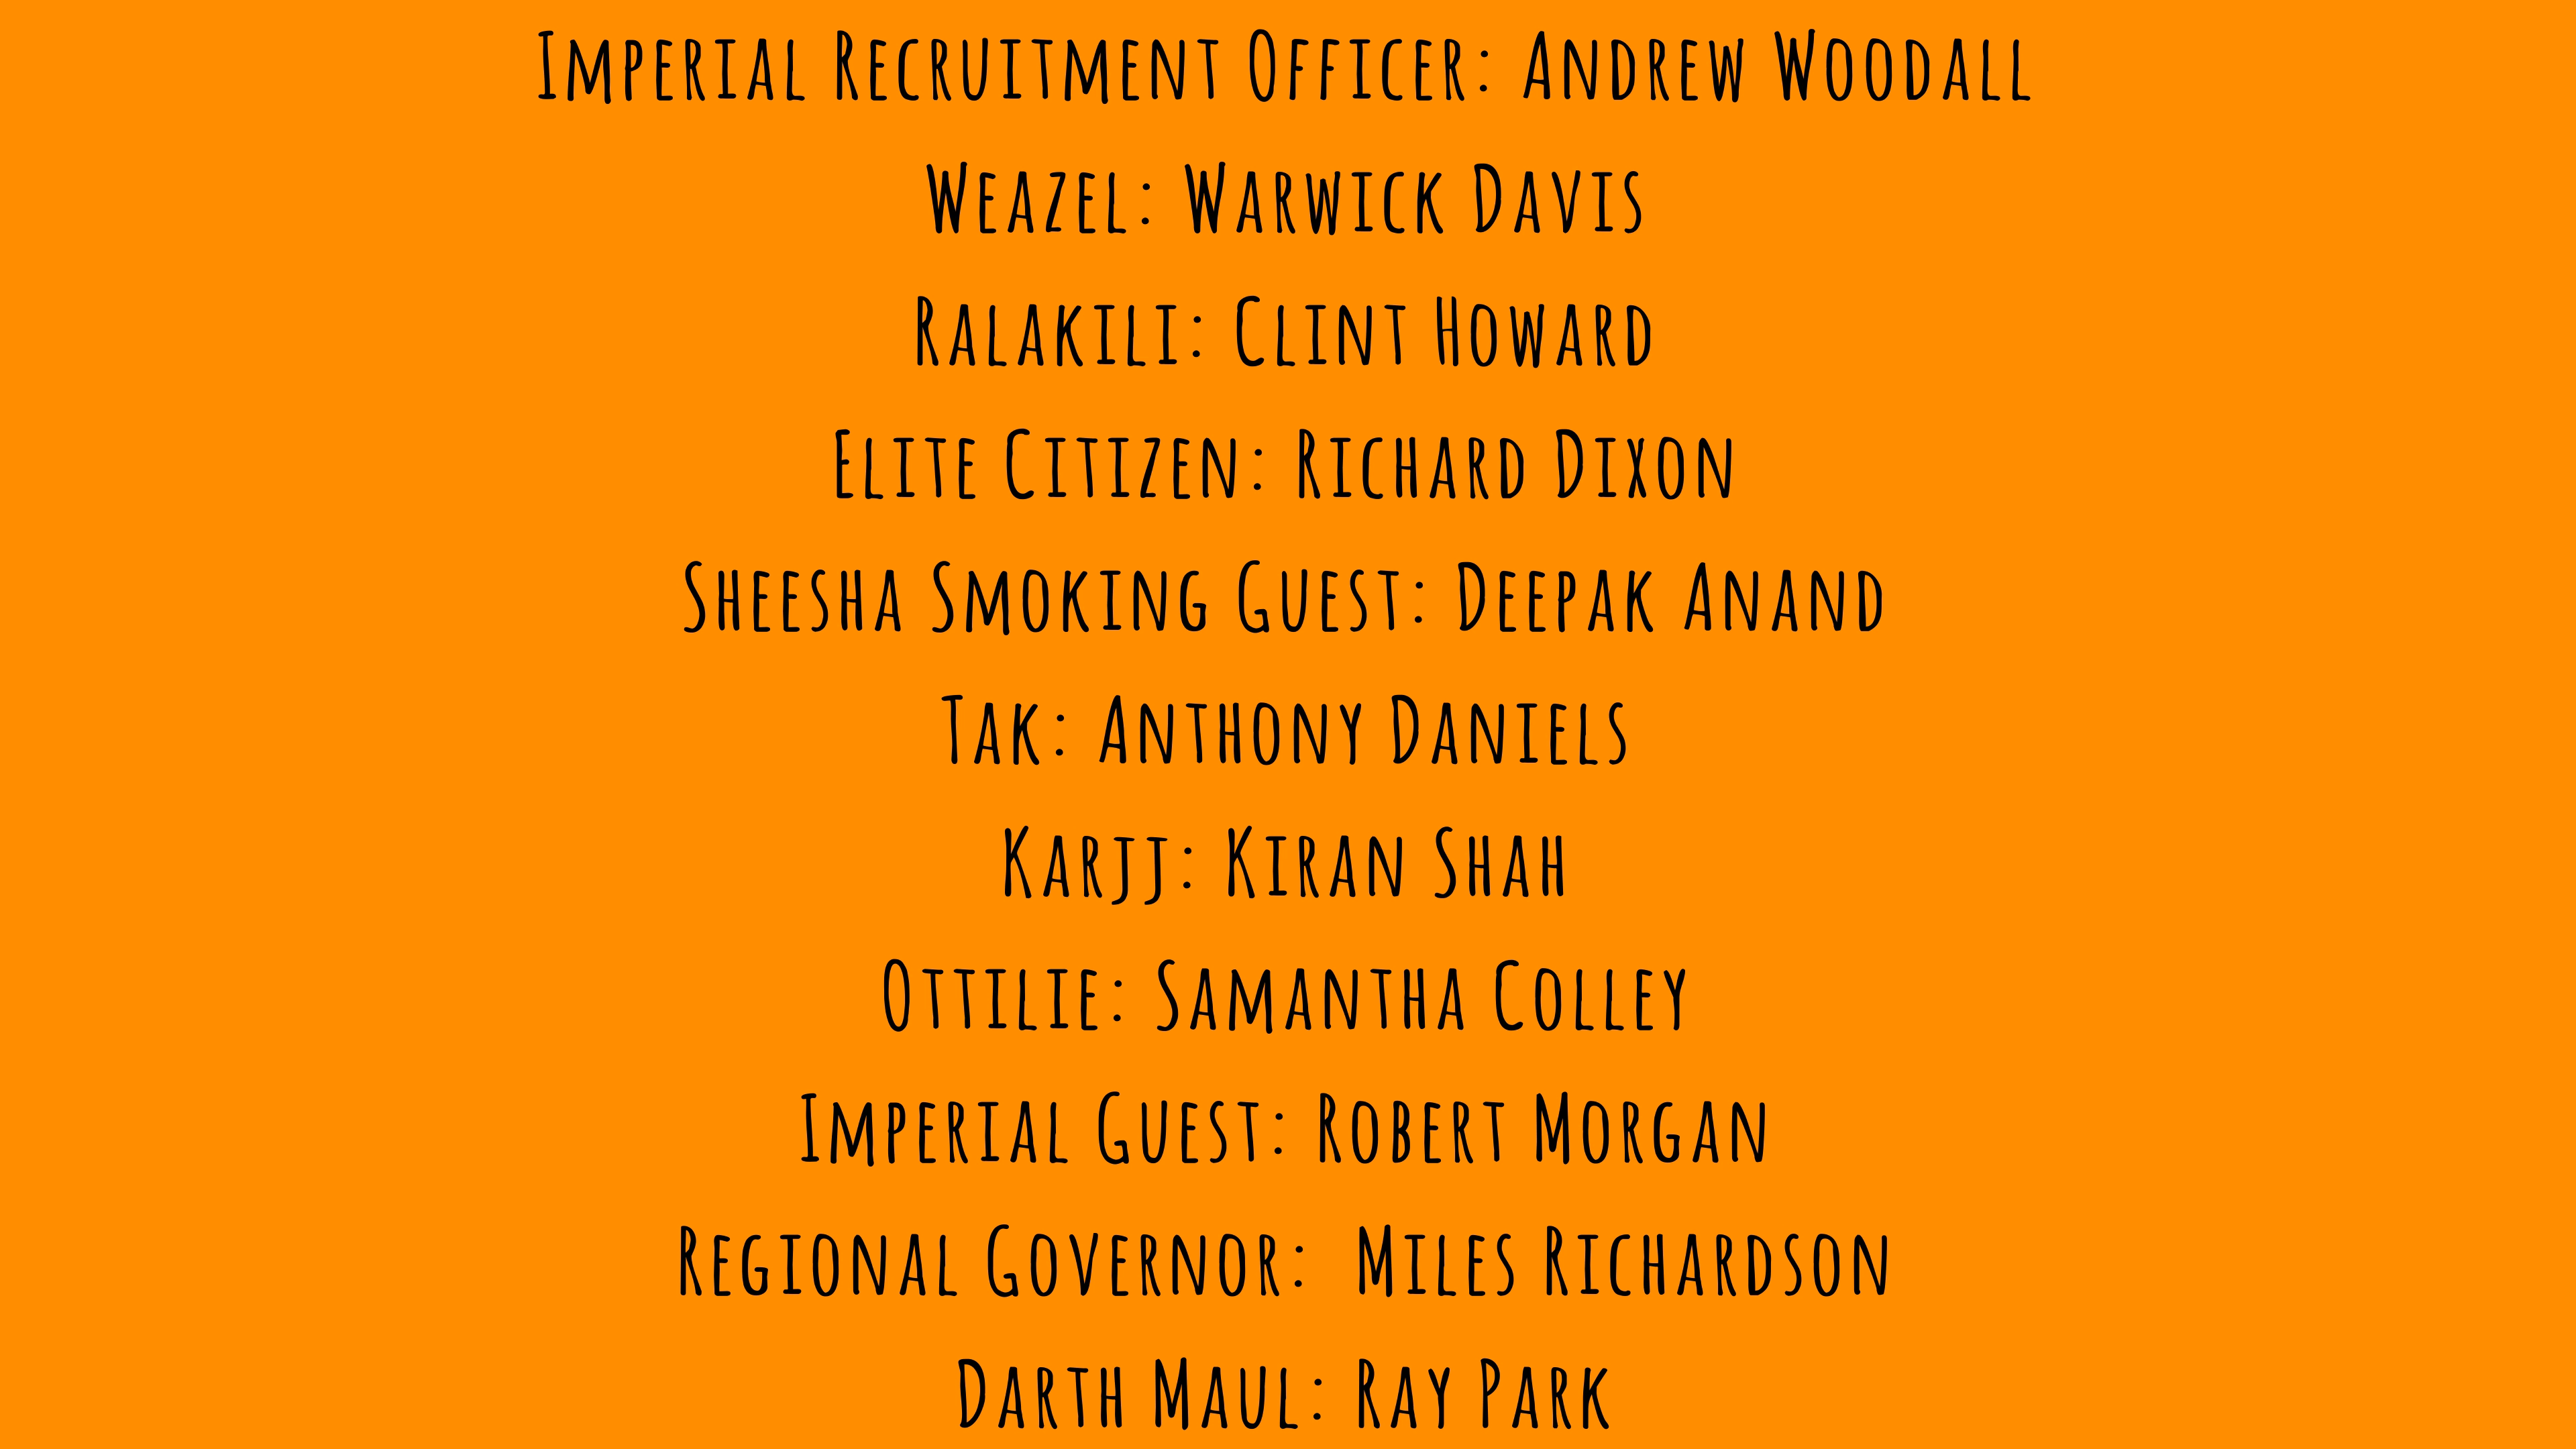 Imperial Recruitment Officer: Andrew Woodall
Weazel: Warwick Davis
Ralakili: Clint Howard
Elite Citizen: Richard Dixon
Sheesha Smoking Guest: Deepak Anand
Tak: Anthony Daniels
Karjj: Kiran Shah
Ottilie: Samantha Colley
Imperial Guest: Robert Morgan
Regional Governor:  Miles Richardson
Darth Maul: Ray Park